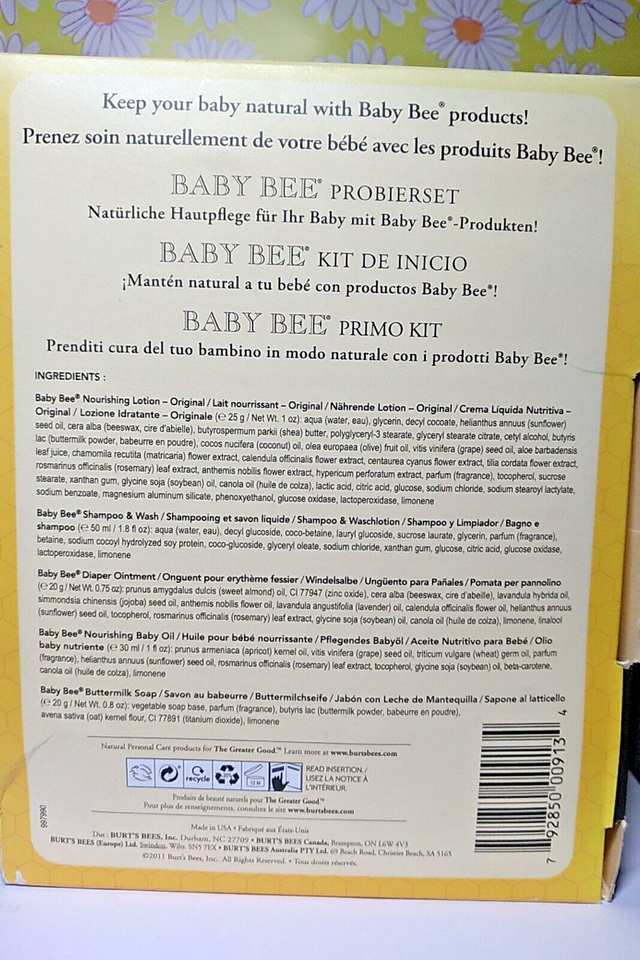 Keep your baby natural with Baby Bee® products!
Prenez soin naturellement de votre bébé avec les produits Baby Bee®!
BABY BEE® PROBIERSET
Natürliche Hautpflege für Ihr Baby mit Baby Bee®-Produkten!
BABY BEE® KIT DE INICIO
¡Mantén natural a tu bebé con productos Baby Bee®!
BABY BEE® PRIMO KIT
Prenditi cura del tuo bambino in modo naturale con i prodotti Baby Bee®!
INGREDIENTS :
Baby Bee® Nourishing Lotion – Original / Lait nourrissant – Original / Nährende Lotion – Original / Crema Líquida Nutritiva –
Original / Lozione Idratante – Originale (℮ 25 g / Net Wt. 1 oz): aqua (water, eau), glycerin, decyl cocoate, helianthus annuus (sunflower)
seed oil, cera alba (beeswax, cire d'abielle), butyrospermum parkii (shea) butter, polyglyceryl-3 stearate, glyceryl stearate citrate, cetyl alcohol, butyris
lac (buttermilk powder, babeurre en poudre), cocos nucifera (coconut) oil, olea europaea (olive) fruit oil, vitis vinifera (grape) seed oil, aloe barbadensis
leaf juice, chamomilla recutita (matricaria) flower extract, calendula officinalis flower extract, centaurea cyanus flower extract, tilia cordata flower extract,
rosmarinus officinalis (rosemary) leaf extract, anthemis nobilis flower extract, hypericum perforatum extract, parfum (fragrance), tocopherol, sucrose
stearate, xanthan gum, glycine soja (soybean) oil, canola oil (huile de colza), lactic acid, citric acid, glucose, sodium chloride, sodium stearoyl lactylate,
sodium benzoate, magnesium aluminum silicate, phenoxyethanol, glucose oxidase, lactoperoxidase, limonene
Baby Bee® Shampoo & Wash / Shampooing et savon liquide / Shampoo & Waschlotion / Shampoo y Limpiador / Bagno e
shampoo (℮ 50 ml / 1.8 fl oz): aqua (water, eau), decyl glucoside, coco-betaine, lauryl glucoside, sucrose laurate, glycerin, parfum (fragrance),
betaine, sodium cocoyl hydrolyzed soy protein, coco-glucoside, glyceryl oleate, sodium chloride, xanthan gum, glucose, citric acid, glucose oxidase,
lactoperoxidase, limonene
Baby Bee® Diaper Ointment / Onguent pour erythème fessier / Windelsalbe / Ungüento para Pañales / Pomata per pannolino
(℮ 20 g / Net Wt. 0.75 oz): prunus amygdalus dulcis (sweet almond) oil, CI 77947 (zinc oxide), cera alba (beeswax, cire d'abeille), lavandula hybrida oil,
simmondsia chinensis (jojoba) seed oil, anthemis nobilis flower oil, lavandula angustifolia (lavender) oil, calendula officinalis flower oil, helianthus annuus
(sunflower) seed oil, tocopherol, rosmarinus officinalis (rosemary) leaf extract, glycine soja (soybean) oil, canola oil (huile de colza), limonene, linalool
Baby Bee® Nourishing Baby Oil / Huile pour bébé nourrissante / Pflegendes Babyöl / Aceite Nutritivo para Bebé / Olio
baby nutriente (℮ 30 ml / 1 fl oz): prunus armeniaca (apricot) kernel oil, vitis vinifera (grape) seed oil, triticum vulgare (wheat) germ oil, parfum
(fragrance), helianthus annuus (sunflower) seed oil, rosmarinus officinalis (rosemary) leaf extract, tocopherol, glycine soja (soybean) oil, beta-carotene,
canola oil (huile de colza), limonene
Baby Bee® Buttermilk Soap / Savon au babeurre / Buttermilchseife / Jabón con Leche de Mantequilla / Sapone al latticello
(℮ 20 g / Net Wt. 0.8 oz): vegetable soap base, parfum (fragrance), butyris lac (buttermilk powder, babeurre en poudre),
avena sativa (oat) kernel flour, CI 77891 (titanium dioxide), limonene
Natural Personal Care products for The Greater Good.™ Learn more at www.burtsbees.com
recycle
35%
12 M
READ INSERTION./
LISEZ LA NOTICE À
L'INTÉRIEUR.
Produits de beauté naturels pour The Greater Good™
Pour plus de renseignements, consultez le site www.burtsbees.com
997980
Made in USA • Fabriqué aux États-Unis
Dist : BURT'S BEES, Inc. Durham, NC 27709 • BURT'S BEES Canada, Brampton, ON L6W 4V3
BURT'S BEES (Europe) Ltd. Swindon, Wilts. SN5 7EX • BURT'S BEES Australia PTY Ltd. 69 Beach Road, Christies Beach, SA 5165
©2011 Burt's Bees, Inc. All Rights Reserved. • Tous droits réservés.
7 92850 00913 4